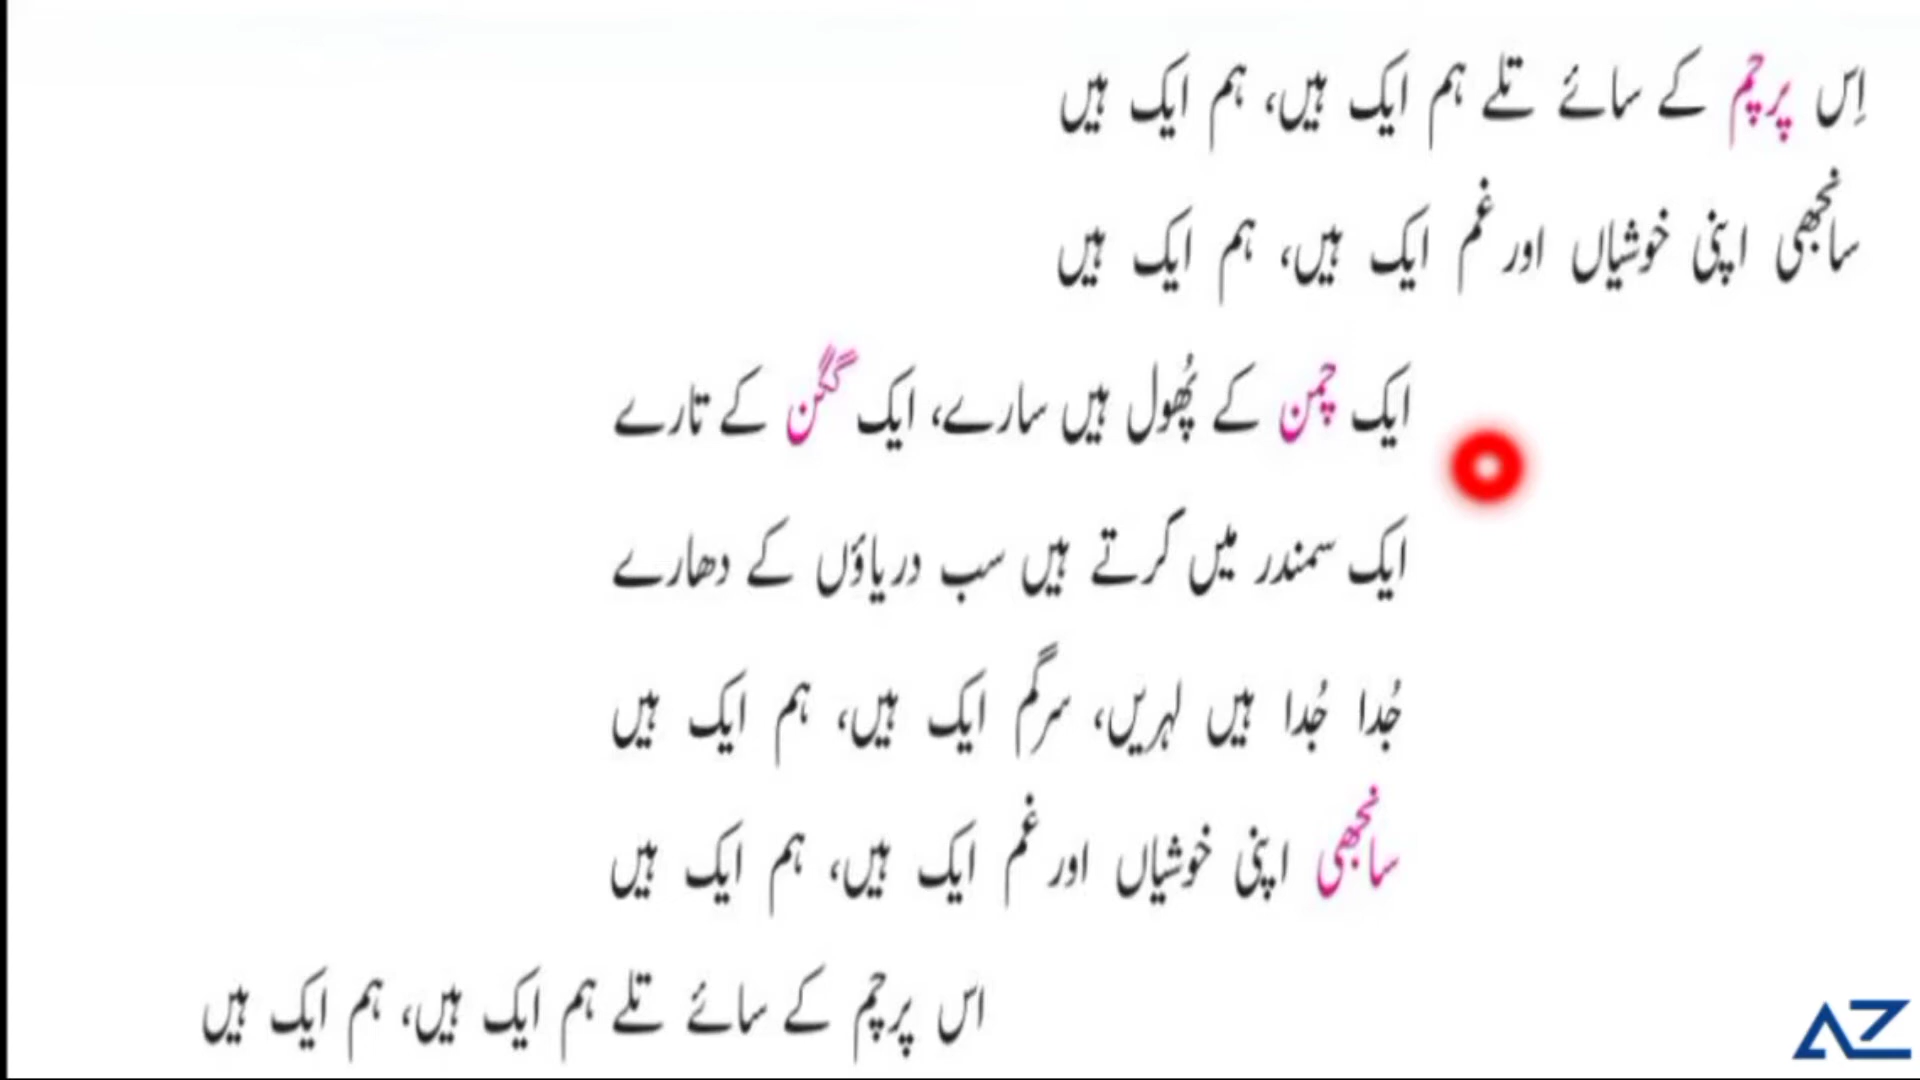 اِس پرچم کے سائے تلے ہم ایک ہیں، ہم ایک ہیں
سانجھی اپنی خوشیاں اور غم ایک ہیں، ہم ایک ہیں
ایک چمن کے پُھول ہیں سارے، ایک گگن کے تارے
ایک سمندر میں گرتے ہیں سب دریاؤں کے دھارے
جُدا جُدا ہیں لہریں، سرگم ایک ہیں، ہم ایک ہیں
سانجھی اپنی خوشیاں اور غم ایک ہیں، ہم ایک ہیں
اس پرچم کے سائے تلے ہم ایک ہیں، ہم ایک ہیں
AZ